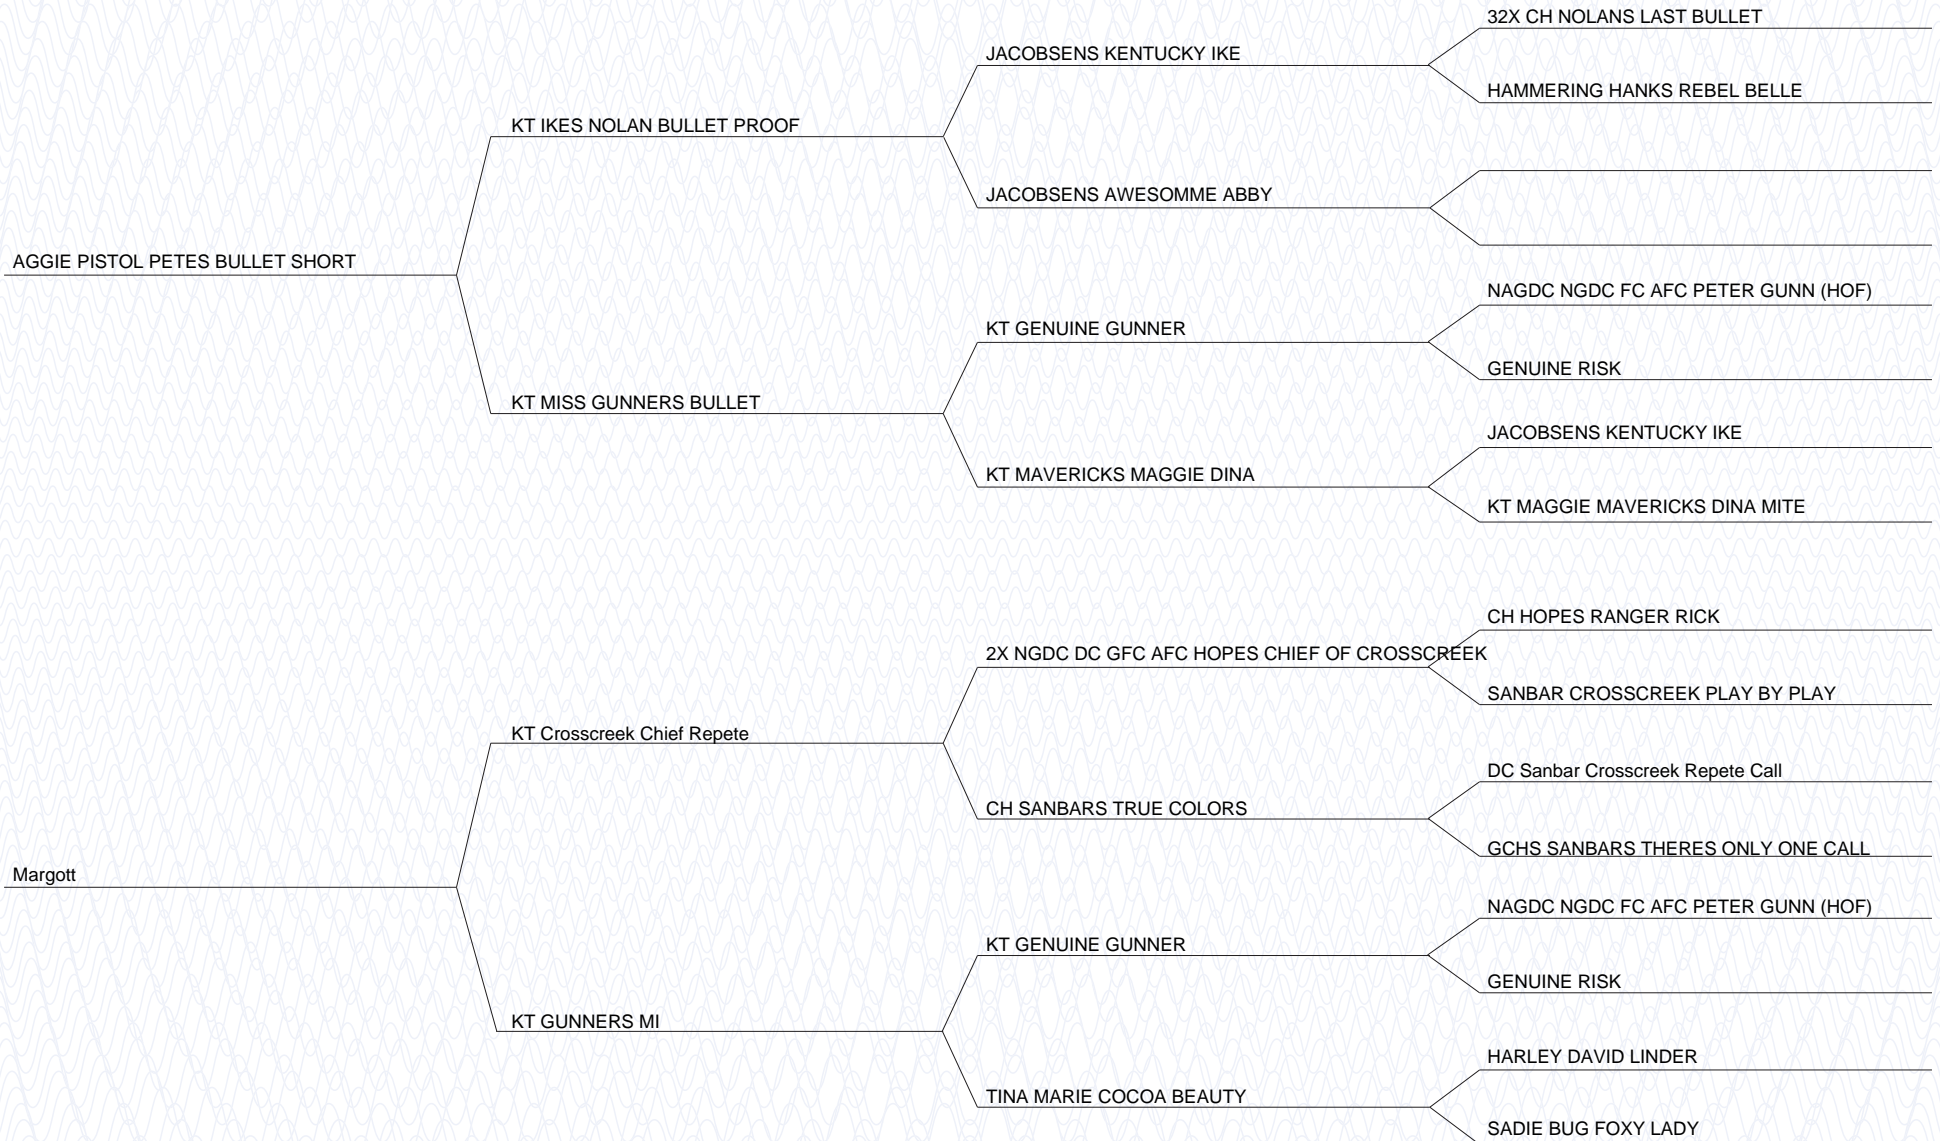 32X CH NOLANS LAST BULLET
JACOBSENS KENTUCKY IKE
HAMMERING HANKS REBEL BELLE
KT IKES NOLAN BULLET PROOF
JACOBSENS AWESOMME ABBY
AGGIE PISTOL PETES BULLET SHORT
NAGDC NGDC FC AFC PETER GUNN (HOF)
KT GENUINE GUNNER
GENUINE RISK
KT MISS GUNNERS BULLET
JACOBSENS KENTUCKY IKE
KT MAVERICKS MAGGIE DINA
KT MAGGIE MAVERICKS DINA MITE
CH HOPES RANGER RICK
2X NGDC DC GFC AFC HOPES CHIEF OF CROSSCREEK
SANBAR CROSSCREEK PLAY BY PLAY
KT Crosscreek Chief Repete
DC Sanbar Crosscreek Repete Call
CH SANBARS TRUE COLORS
GCHS SANBARS THERES ONLY ONE CALL
Margott
NAGDC NGDC FC AFC PETER GUNN (HOF)
KT GENUINE GUNNER
GENUINE RISK
KT GUNNERS MI
HARLEY DAVID LINDER
TINA MARIE COCOA BEAUTY
SADIE BUG FOXY LADY